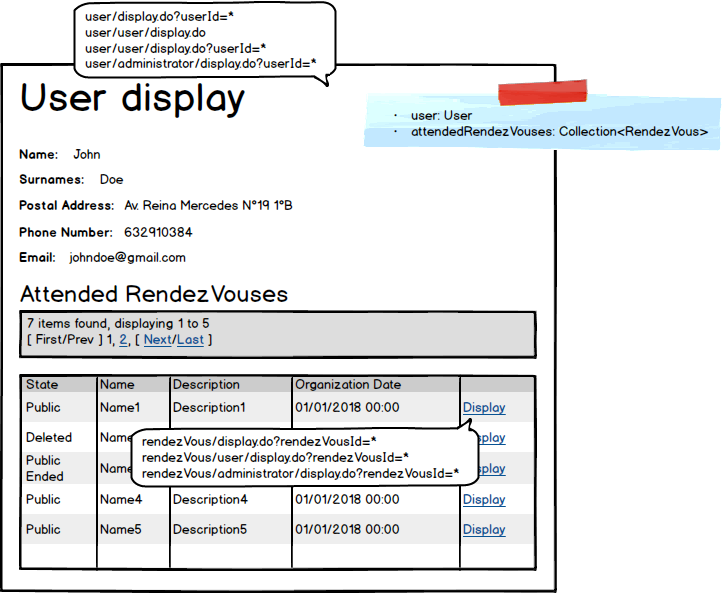 user/display.do?userId=*
user/user/display.do
user/user/display.do?userId=*
user/administrator/display.do?userId=*
User display
· user: User
· attendedRendezVouses: Collection<RendezVous>
Name: John
Surnames: Doe
Postal Address: Av. Reina Mercedes Nº19 1ºB
Phone Number: 632910384
Email: johndoe@gmail.com
Attended RendezVouses
7 items found, displaying 1 to 5
[ First/Prev ] 1, 2, [ Next/Last ]
State Name Description Organization Date
Public Name1 Description1 01/01/2018 00:00 Display
Deleted
rendezVous/display.do?rendezVousId=*
rendezVous/user/display.do?rendezVousId=*
rendezVous/administrator/display.do?rendezVousId=*
Public
Ended
Public Name4 Description4 01/01/2018 00:00 Display
Public Name5 Description5 01/01/2018 00:00 Display